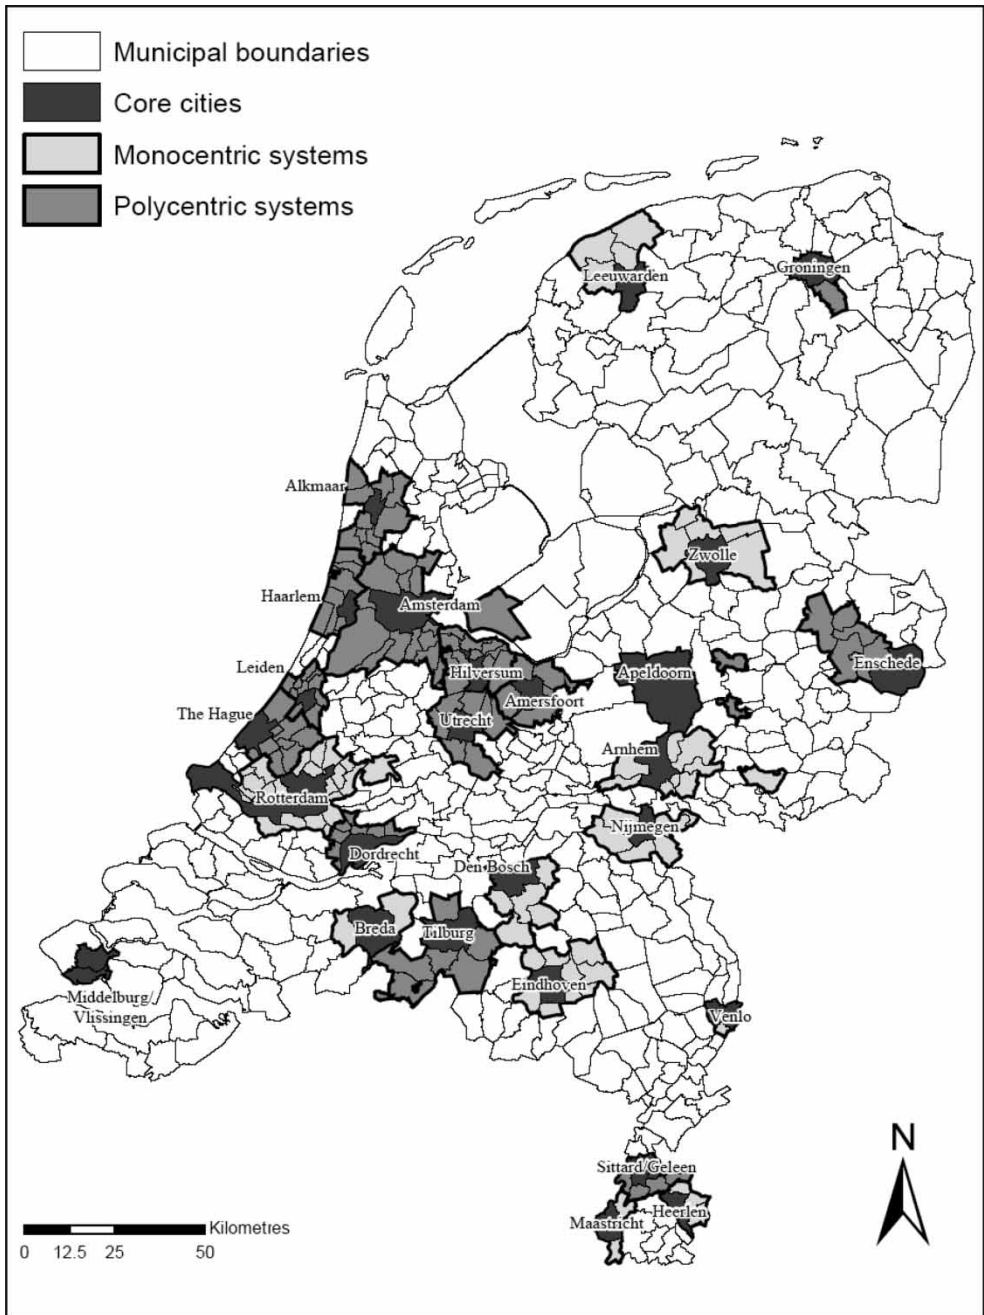 Municipal boundaries
Core cities
Monocentric systems
Polycentric systems
Leeuwarden
Groningen
Alkmaar
Zwolle
Haarlem
Amsterdam
Enschede
Leiden
Hilversum
Apeldoorn
Amersfoort
The Hague
Utrecht
Arnhem
Rotterdam
Nijmegen
Dordrecht
Den Bosch
Breda
Tilburg
Eindhoven
Middelburg/
Vlissingen
Venlo
N
Sittard/Geleen
Heerlen
Maastricht
Kilometres
0 12.5 25 50